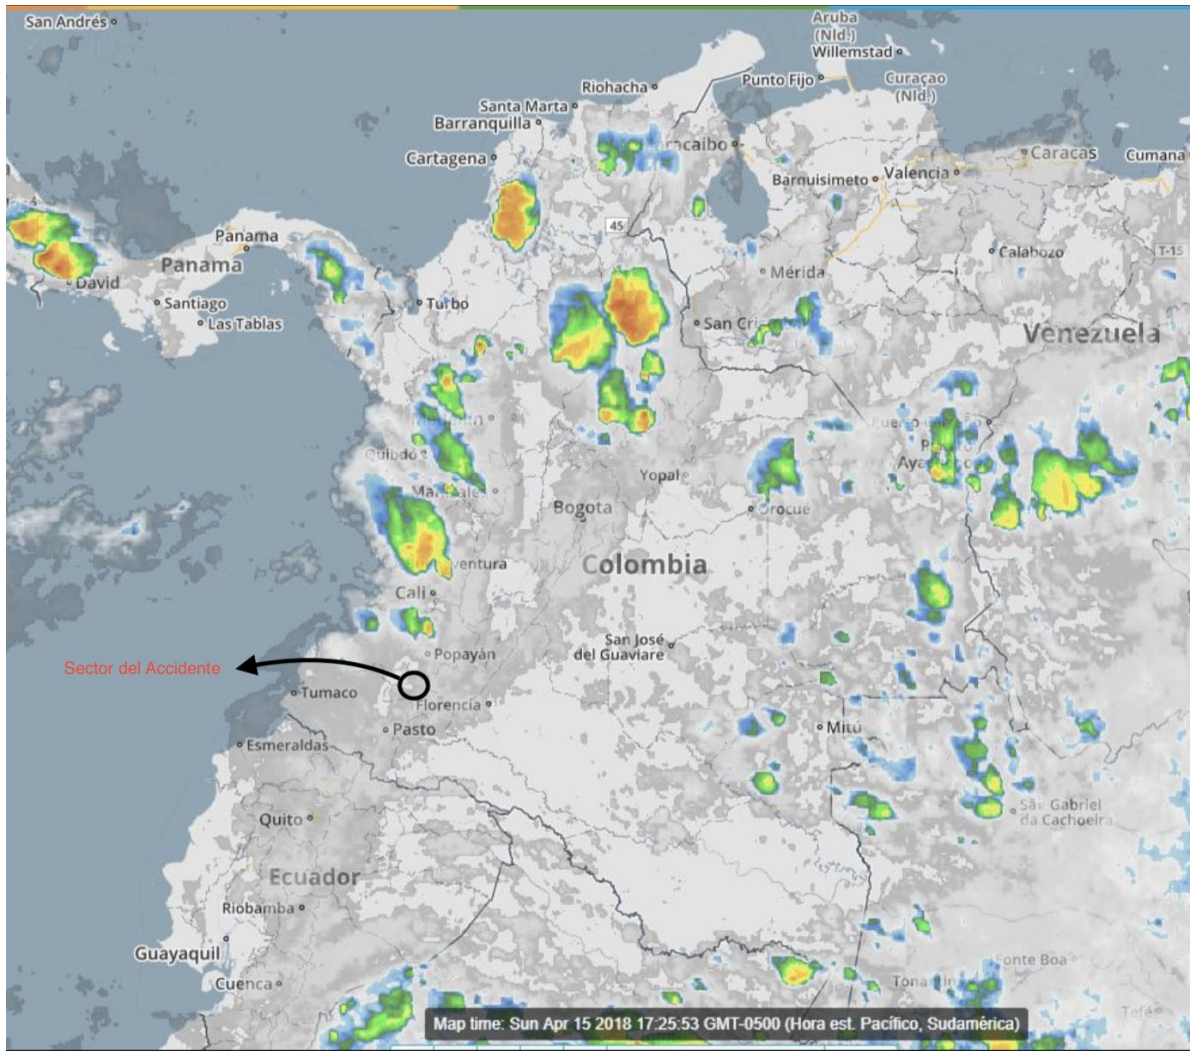 San Andrés
Aruba
(Nld.)
Willemstad
Riohacha
Punto Fijo
Curaçao
(Nld.)
Santa Marta
Barranquilla
Cartagena
Caracas
Cumana
Barquisimeto
Valencia
45
Panama
Panama
Calabozo
T-15
Mérida
David
Santiago
Turbo
Las Tablas
San Cri
Venezuela
Quibdó
Yopal
Bogota
Orocue
ventura
Colombia
Cali
San José
del Guaviare
Popayán
Sector del Accidente
Tumaco
Florencia
Pasto
Mitú
Esmeraldas
São Gabriel
da Cachoeira
Quito
Ecuador
Riobamba
Guayaquil
Fonte Boa
Cuenca
Tefé
Map time: Sun Apr 15 2018 17:25:53 GMT-0500 (Hora est. Pacífico, Sudamérica)